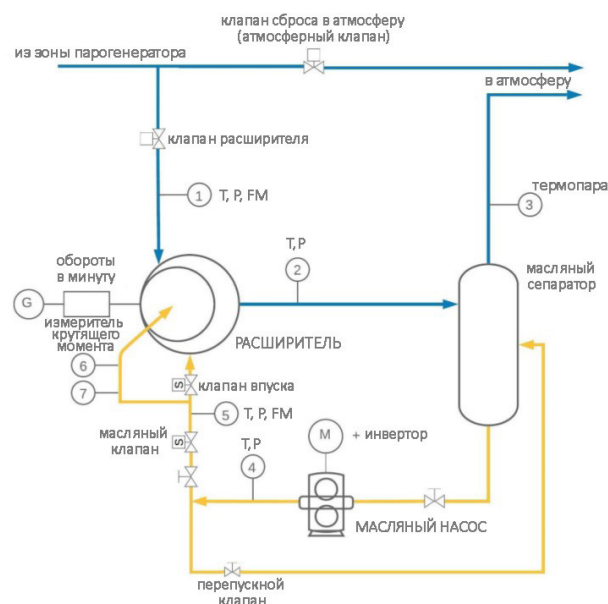 клапан сброса в атмосферу
(атмосферный клапан)
из зоны парогенератора
в атмосферу
клапан расширителя
1
T, P, FM
термопара
3
обороты
в минуту
T,P
2
масляный
сепаратор
G
измеритель
крутящего
момента
РАСШИРИТЕЛЬ
6
7
S
клапан впуска
5
T, P, FM
масляный
клапан
S
M
+ инвертор
T,P
4
МАСЛЯНЫЙ НАСОС
перепускной
клапан